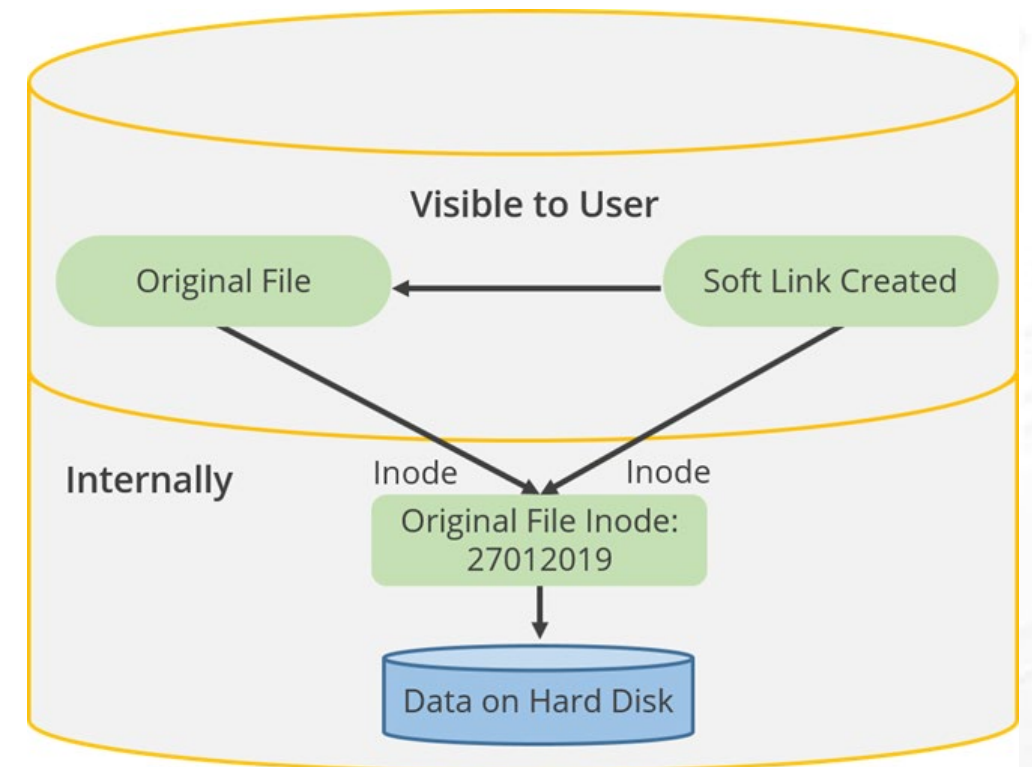 Visible to User
Original File
Soft Link Created
Internally
Inode
Inode
Original File Inode:
27012019
Data on Hard Disk